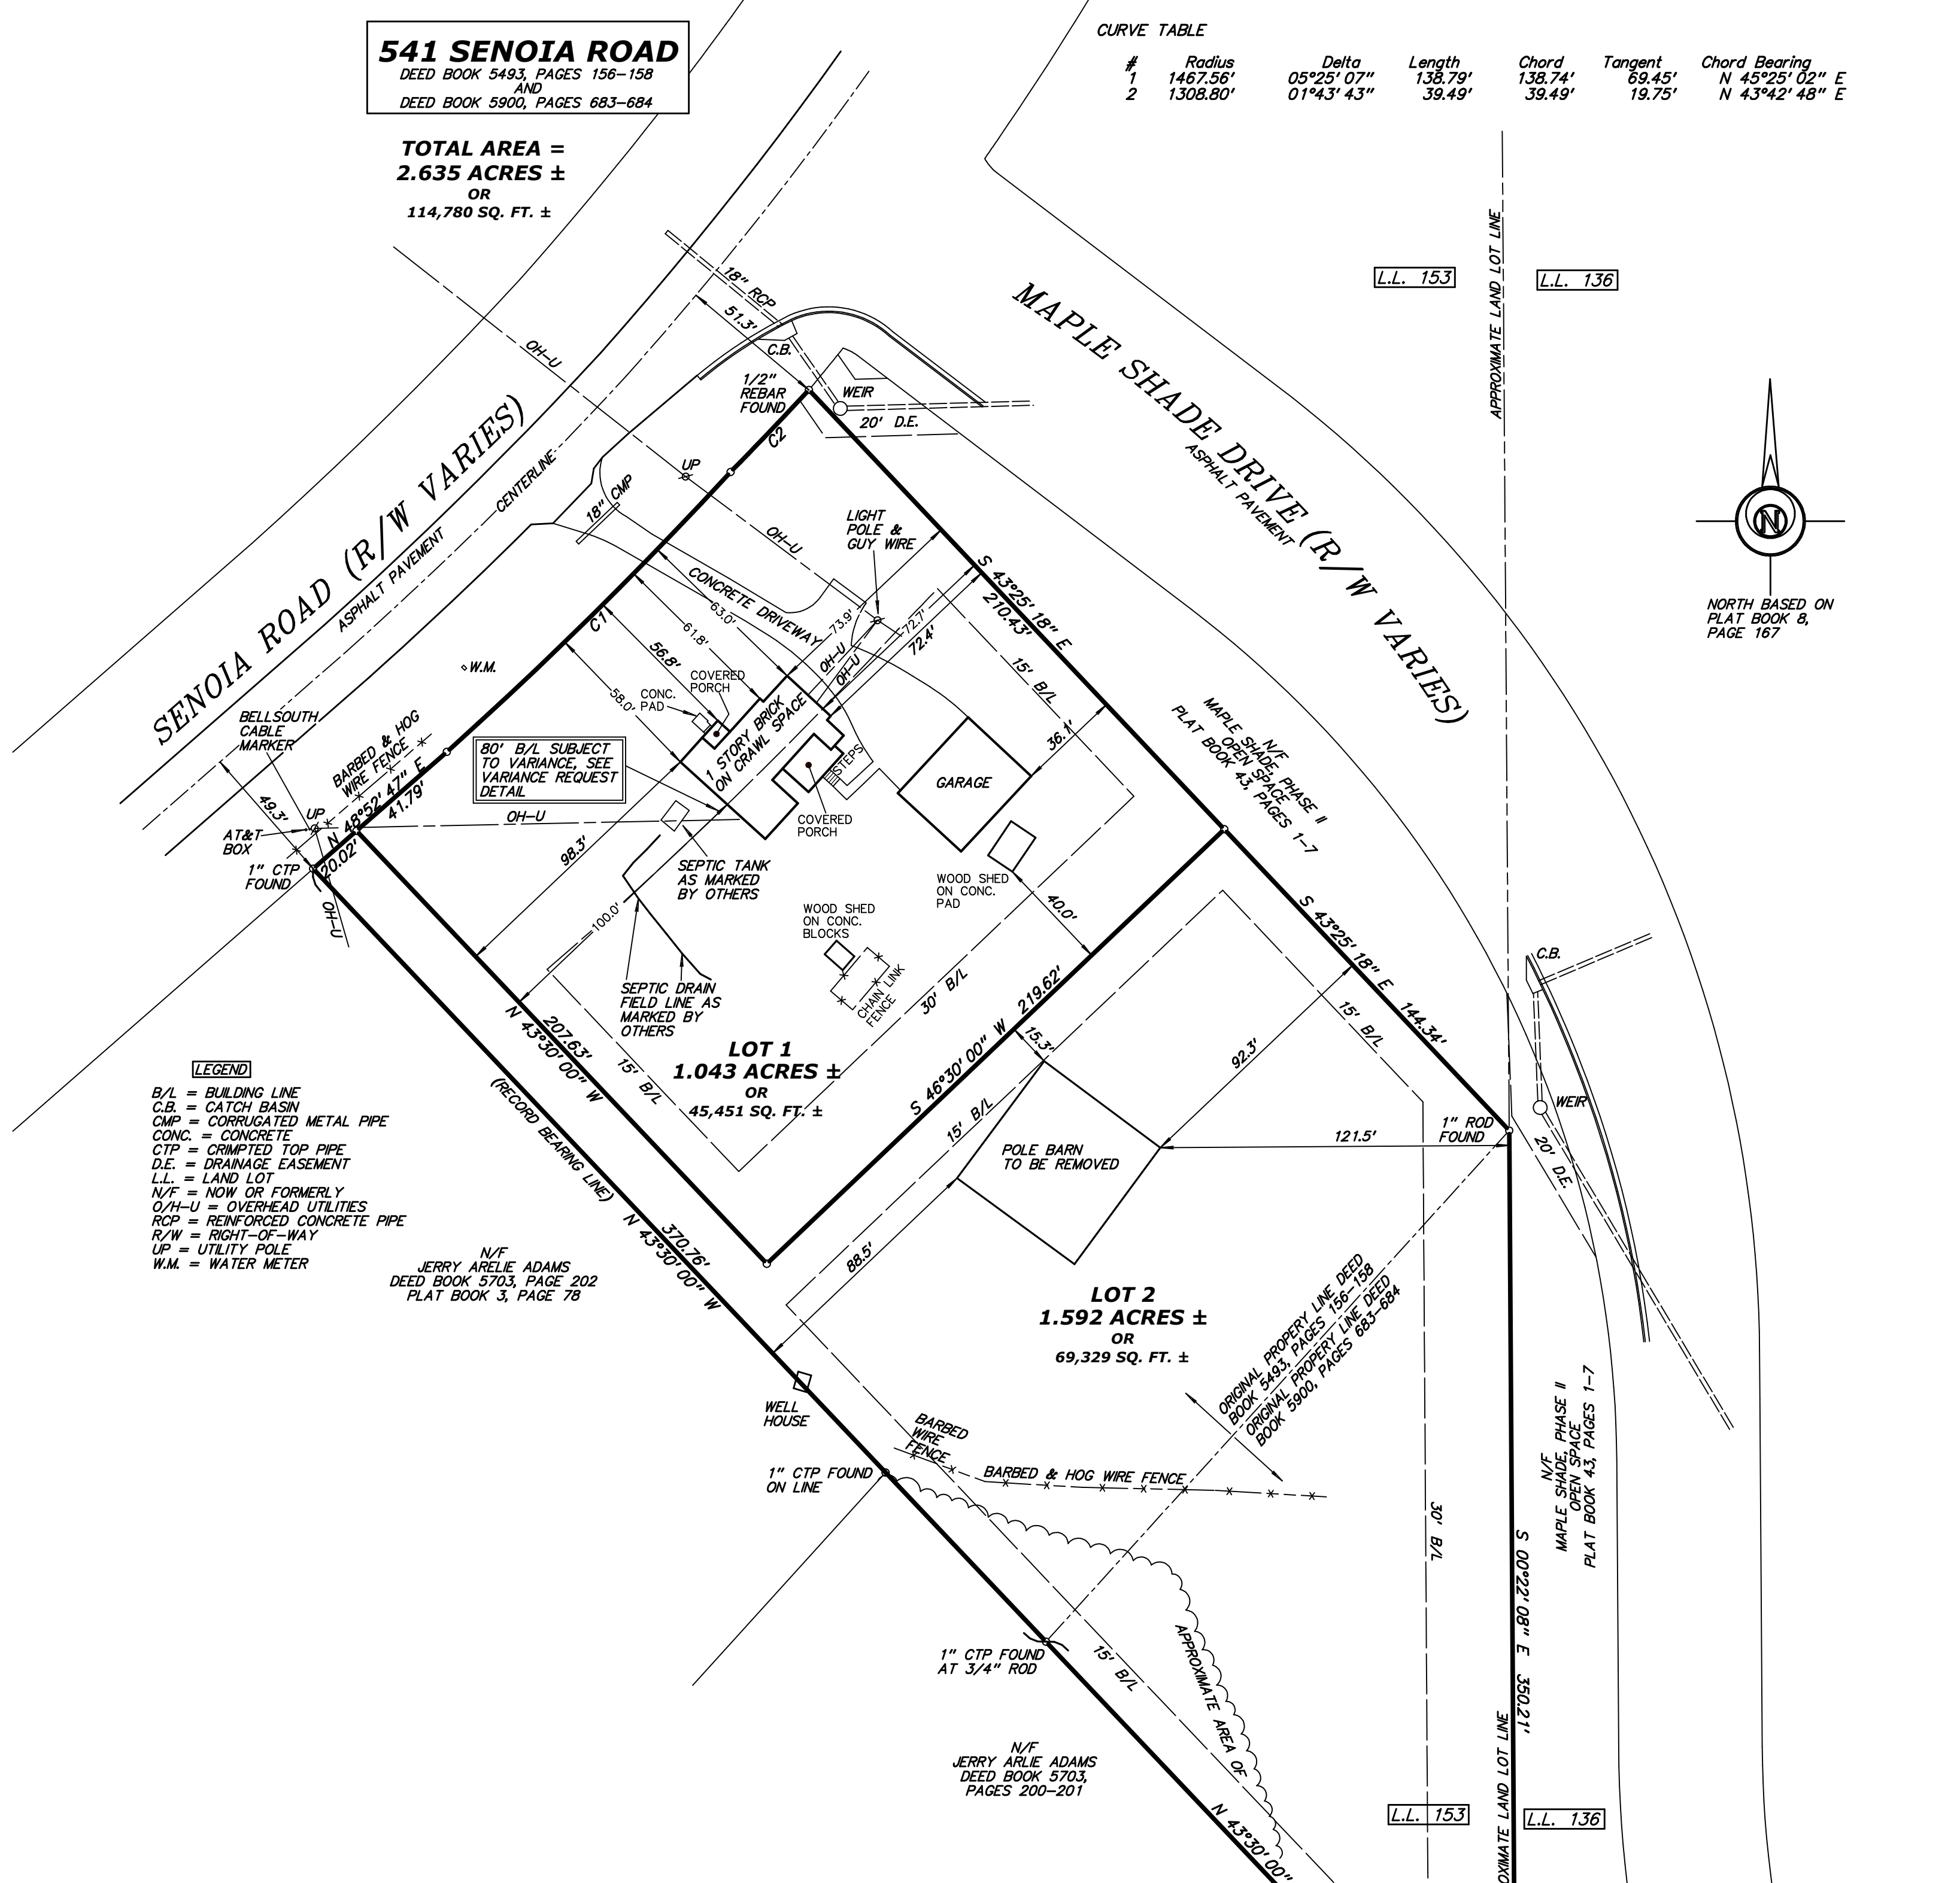 541 SENOIA ROAD
DEED BOOK 5493, PAGES 156-158
AND
DEED BOOK 5900, PAGES 683-684
TOTAL AREA =
2.635 ACRES ±
OR
114,780 SQ. FT. ±
CURVE TABLE
# Radius Delta Length Chord Tangent Chord Bearing
1 1467.56' 05°25'07" 138.79' 138.74' 69.45' N 45°25'02" E
2 1308.80' 01°43'43" 39.49' 39.49' 19.75' N 43°42'48" E
APPROXIMATE LAND LOT LINE
L.L. 153
L.L. 136
N
NORTH BASED ON
PLAT BOOK 8,
PAGE 167
MAPLE SHADE DRIVE (R/W VARIES)
ASPHALT PAVEMENT
SENOIA ROAD (R/W VARIES)
ASPHALT PAVEMENT
CENTERLINE
18" RCP
51.3'
C.B.
OH-U
1/2"
REBAR
FOUND
WEIR
20' D.E.
C2
UP
18" CMP
OH-U
LIGHT
POLE &
GUY WIRE
CONCRETE DRIVEWAY
C1
63.0'
61.8'
56.8'
58.0'
73.9'
72.7'
72.4'
OH-U
OH-U
S 43°25'18" E
210.43'
15' B/L
W.M.
COVERED
PORCH
CONC.
PAD
1 STORY BRICK
ON CRAWL SPACE
STEPS
COVERED
PORCH
GARAGE
36.1'
N/F
MAPLE SHADE, PHASE II
OPEN SPACE
PLAT BOOK 43, PAGES 1-7
BELLSOUTH
CABLE
MARKER
BARBED & HOG
WIRE FENCE
80' B/L SUBJECT
TO VARIANCE, SEE
VARIANCE REQUEST
DETAIL
49.3'
UP
N 48°52'47" E
41.79'
20.02'
AT&T
BOX
1" CTP
FOUND
OH-U
OH-U
98.3'
100.0'
SEPTIC TANK
AS MARKED
BY OTHERS
WOOD SHED
ON CONC.
PAD
WOOD SHED
ON CONC.
BLOCKS
CHAIN LINK
FENCE
40.0'
SEPTIC DRAIN
FIELD LINE AS
MARKED BY
OTHERS
30' B/L
S 46°30'00" W 219.62'
207.63'
N 43°30'00" W
15' B/L
LOT 1
1.043 ACRES ±
OR
45,451 SQ. FT. ±
S 43°25'18" E 144.34'
15' B/L
C.B.
WEIR
20' D.E.
1" ROD
FOUND
15.3'
92.3'
121.5'
15' B/L
POLE BARN
TO BE REMOVED
88.5'
LEGEND
B/L = BUILDING LINE
C.B. = CATCH BASIN
CMP = CORRUGATED METAL PIPE
CONC. = CONCRETE
CTP = CRIMPTED TOP PIPE
D.E. = DRAINAGE EASEMENT
L.L. = LAND LOT
N/F = NOW OR FORMERLY
O/H-U = OVERHEAD UTILITIES
RCP = REINFORCED CONCRETE PIPE
R/W = RIGHT-OF-WAY
UP = UTILITY POLE
W.M. = WATER METER
(RECORD BEARING LINE)
370.76'
N 43°30'00" W
N/F
JERRY ARELIE ADAMS
DEED BOOK 5703, PAGE 202
PLAT BOOK 3, PAGE 78
LOT 2
1.592 ACRES ±
OR
69,329 SQ. FT. ±
ORIGINAL PROPERY LINE DEED
BOOK 5493, PAGES 156-158
ORIGINAL PROPERY LINE DEED
BOOK 5900, PAGES 683-684
WELL
HOUSE
1" CTP FOUND
ON LINE
BARBED
WIRE
FENCE
BARBED & HOG WIRE FENCE
30' B/L
S 00°22'08" E 350.21'
N/F
MAPLE SHADE, PHASE II
OPEN SPACE
PLAT BOOK 43, PAGES 1-7
1" CTP FOUND
AT 3/4" ROD
15' B/L
APPROXIMATE AREA OF
N/F
JERRY ARLIE ADAMS
DEED BOOK 5703,
PAGES 200-201
N 43°30'00"
L.L. 153
L.L. 136
OXIMATE LAND LOT LINE